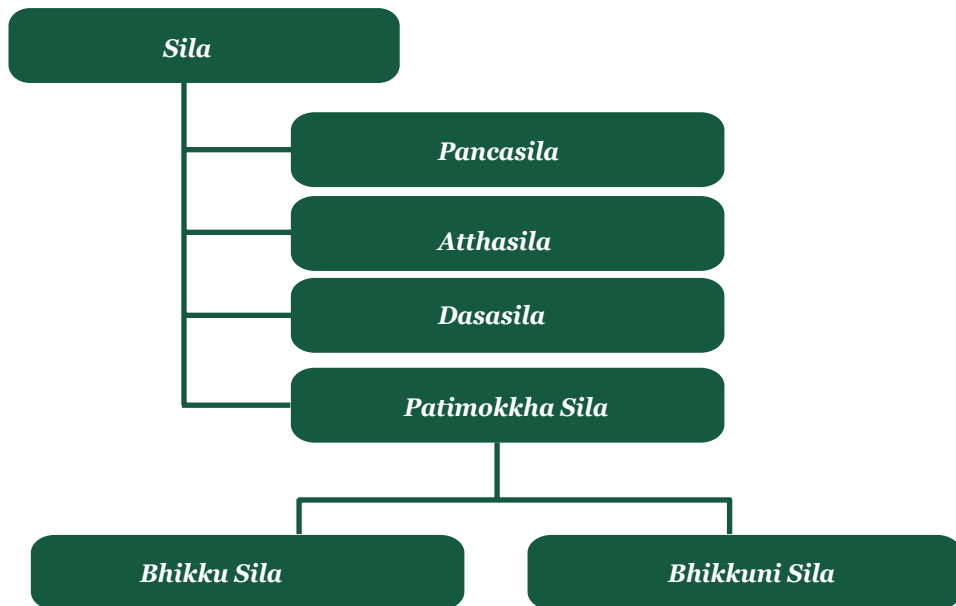 Sila
Pancasila
Atthasila
Dasasila
Patimokkha Sila
Bhikku Sila
Bhikkuni Sila